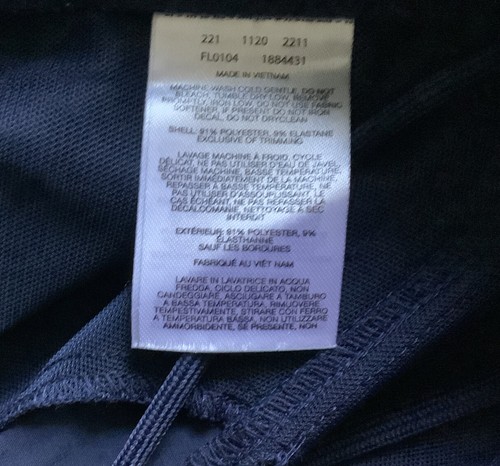 221 1120 2211
FL0104 1884431
MADE IN VIETNAM
MACHINE WASH COLD GENTLE, DO NOT
BLEACH, TUMBLE DRY LOW, REMOVE
PROMPTLY, IRON LOW, DO NOT USE FABRIC
SOFTENER, IF PRESENT DO NOT IRON
DECAL, DO NOT DRYCLEAN
SHELL: 91% POLYESTER, 9% ELASTANE
EXCLUSIVE OF TRIMMING
LAVAGE MACHINE À FROID, CYCLE
DÉLICAT, NE PAS UTILISER D'EAU DE JAVEL,
SÉCHAGE MACHINE, BASSE TEMPÉRATURE,
SORTIR IMMÉDIATEMENT DE LA MACHINE,
REPASSER À BASSE TEMPÉRATURE, NE
PAS UTILISER D'ASSOUPLISSANT, LE
CAS ÉCHÉANT, NE PAS REPASSER LA
DÉCALCOMANIE, NETTOYAGE À SEC
INTERDIT
EXTÉRIEUR: 91% POLYESTER, 9%
ÉLASTHANNE
SAUF LES BORDURES
FABRIQUÉ AU VIÊT NAM
LAVARE IN LAVATRICE IN ACQUA
FREDDA, CICLO DELICATO, NON
CANDEGGIARE, ASCIUGARE A TAMBURO
A BASSA TEMPERATURA, RIMUOVERE
TEMPESTIVAMENTE, STIRARE CON FERRO
A TEMPERATURA BASSA, NON UTILIZZARE
AMMORBIDENTE, SE PRESENTE, NON